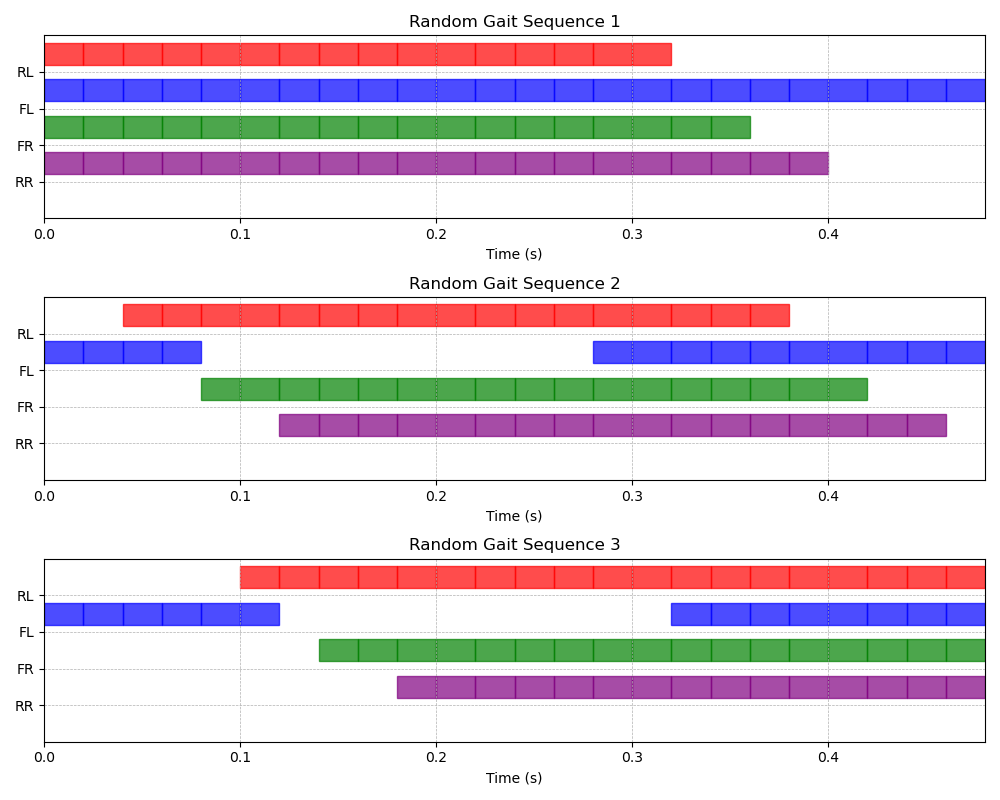 Random Gait Sequence 1
RL
FL
FR
RR
0.0 0.1 0.2 0.3 0.4
Time (s)
Random Gait Sequence 2
RL
FL
FR
RR
0.0 0.1 0.2 0.3 0.4
Time (s)
Random Gait Sequence 3
RL
FL
FR
RR
0.0 0.1 0.2 0.3 0.4
Time (s)